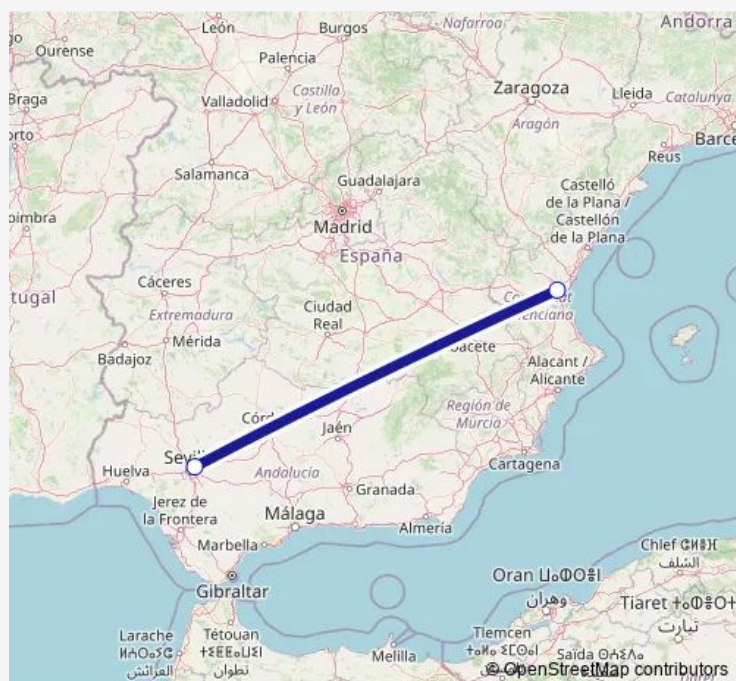 León
Burgos
Nafarroa
Andorra
Ourense
Palencia
Castilla
y León
Zaragoza
Lleida
Braga
Valladolid
Catalunya
Aragón
Reus
Salamanca
Guadalajara
Castelló
de la Plana /
Castellón
de la Plana
Madrid
España
Cáceres
Extremadura
Ciudad
Real
Mérida
Badajoz
Alacant /
Alicante
Región de
Murcia
Jaén
Huelva
Andalucía
Cartagena
Granada
Jerez de
la Frontera
Málaga
Almería
Marbella
Gibraltar
Chlef
الشلف
Oran
وهران
Tiaret
تيارت
Larache
العرائش
Tétouan
تطوان
Melilla
Tlemcen
Saïda
© OpenStreetMap contributors